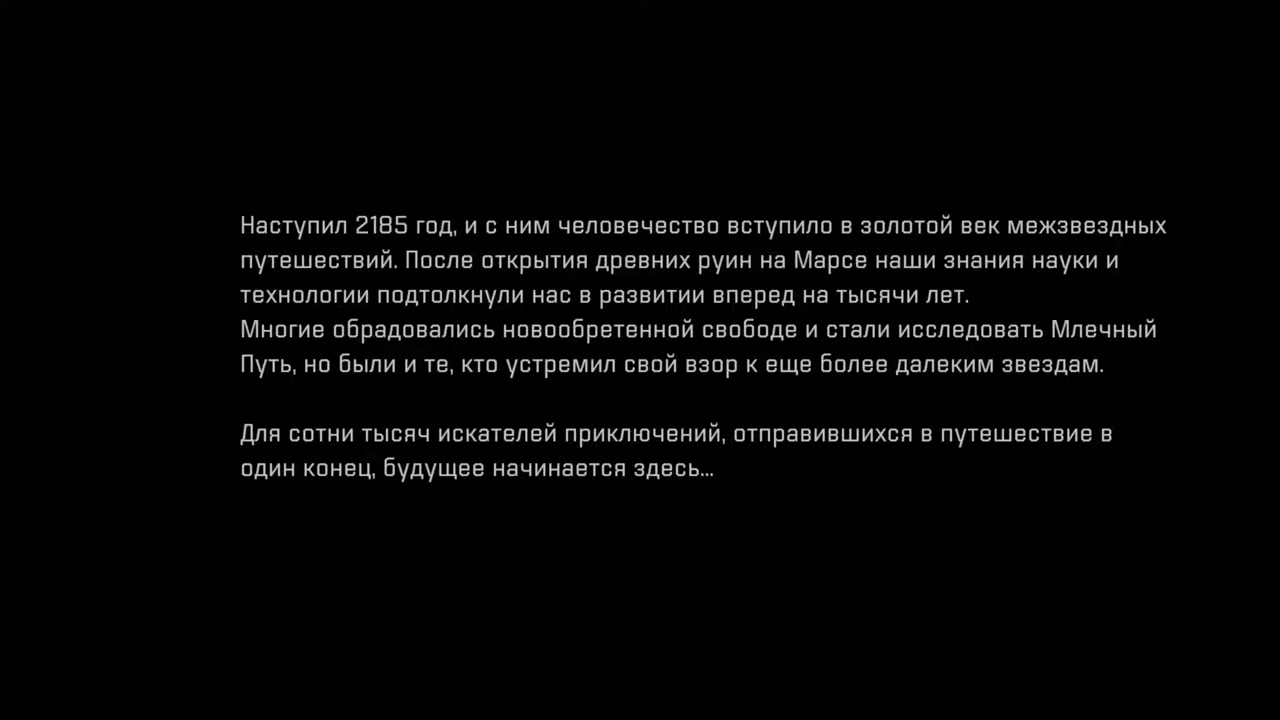 Наступил 2185 год, и с ним человечество вступило в золотой век межзвездных
путешествий. После открытия древних руин на Марсе наши знания науки и
технологии подтолкнули нас в развитии вперед на тысячи лет.
Многие обрадовались новообретенной свободе и стали исследовать Млечный
Путь, но были и те, кто устремил свой взор к еще более далеким звездам.
Для сотни тысяч искателей приключений, отправившихся в путешествие в
один конец, будущее начинается здесь...